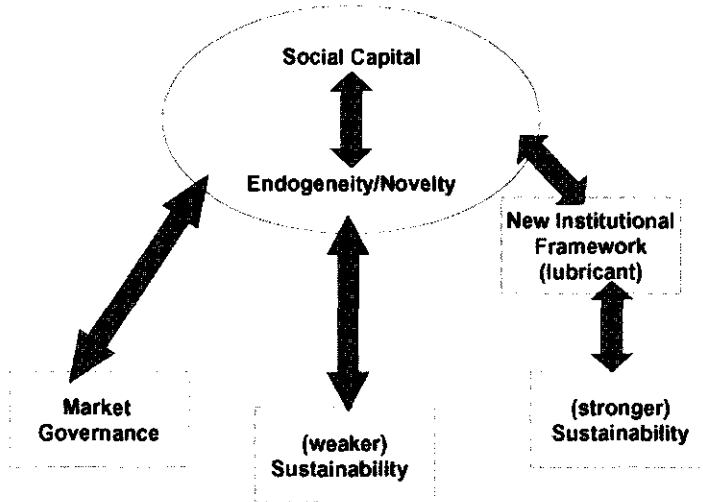 Social Capital
Endogeneity/Novelty
New Institutional
Framework
(lubricant)
Market
Governance
(weaker)
Sustainability
(stronger)
Sustainability